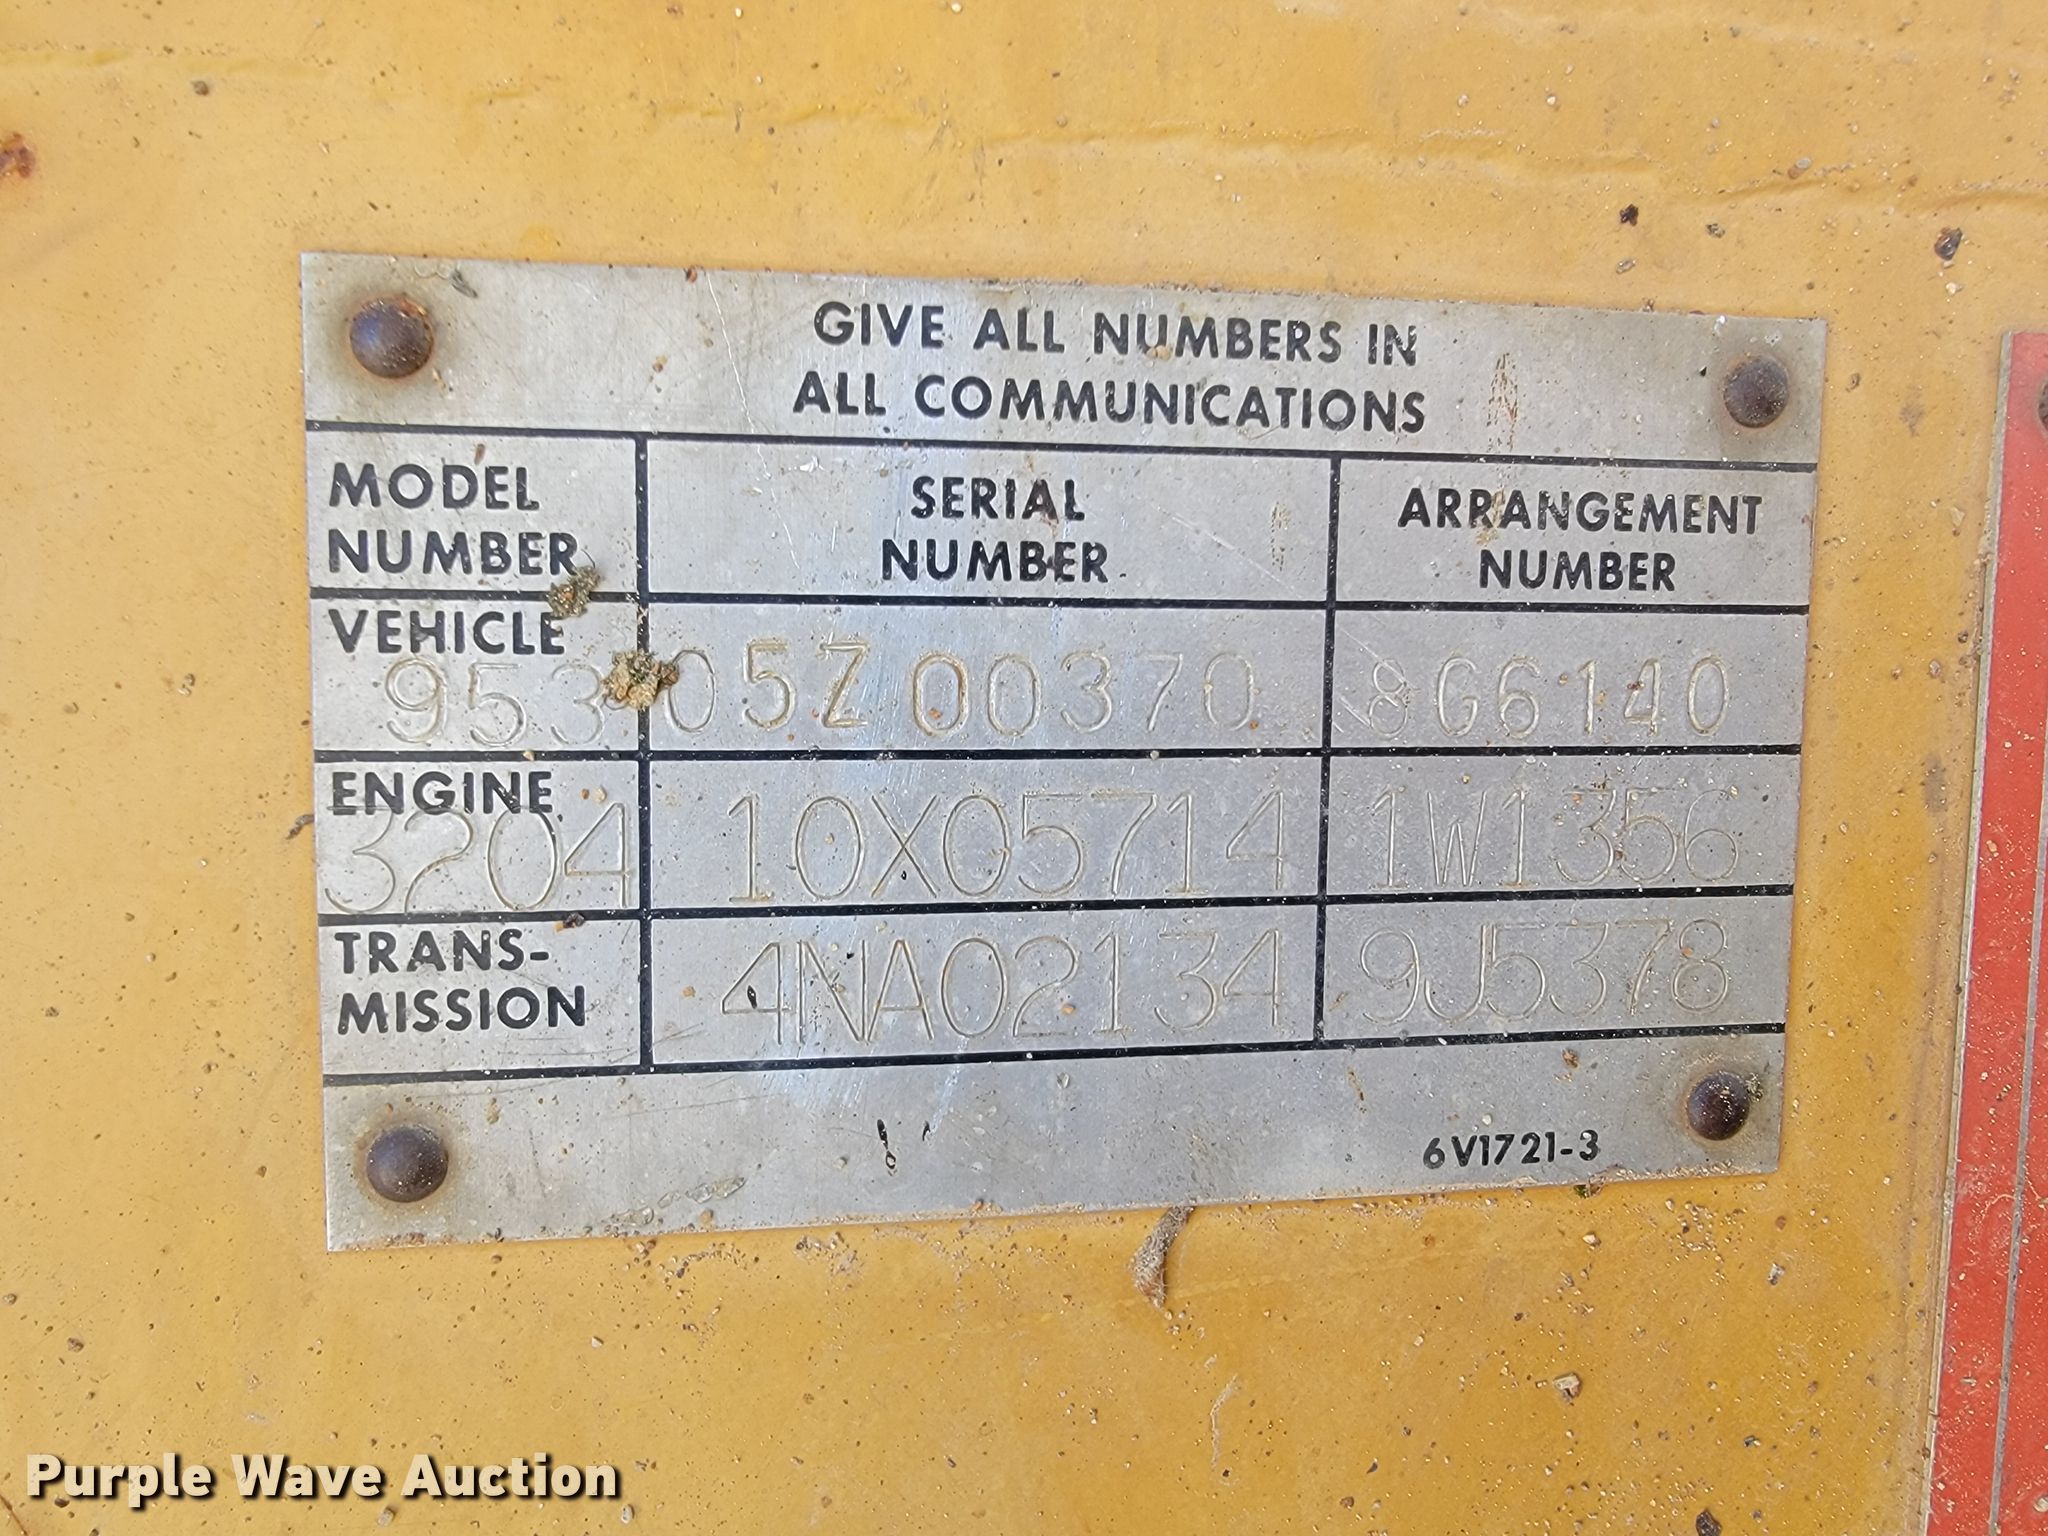 GIVE ALL NUMBERS IN
ALL COMMUNICATIONS
MODEL NUMBER SERIAL NUMBER ARRANGEMENT NUMBER
VEHICLE 953 05Z00370 8G6140
ENGINE 3204 10X05714 1W1356
TRANS-MISSION 4NA02134 9J5378
6V1721-3
Purple Wave Auction